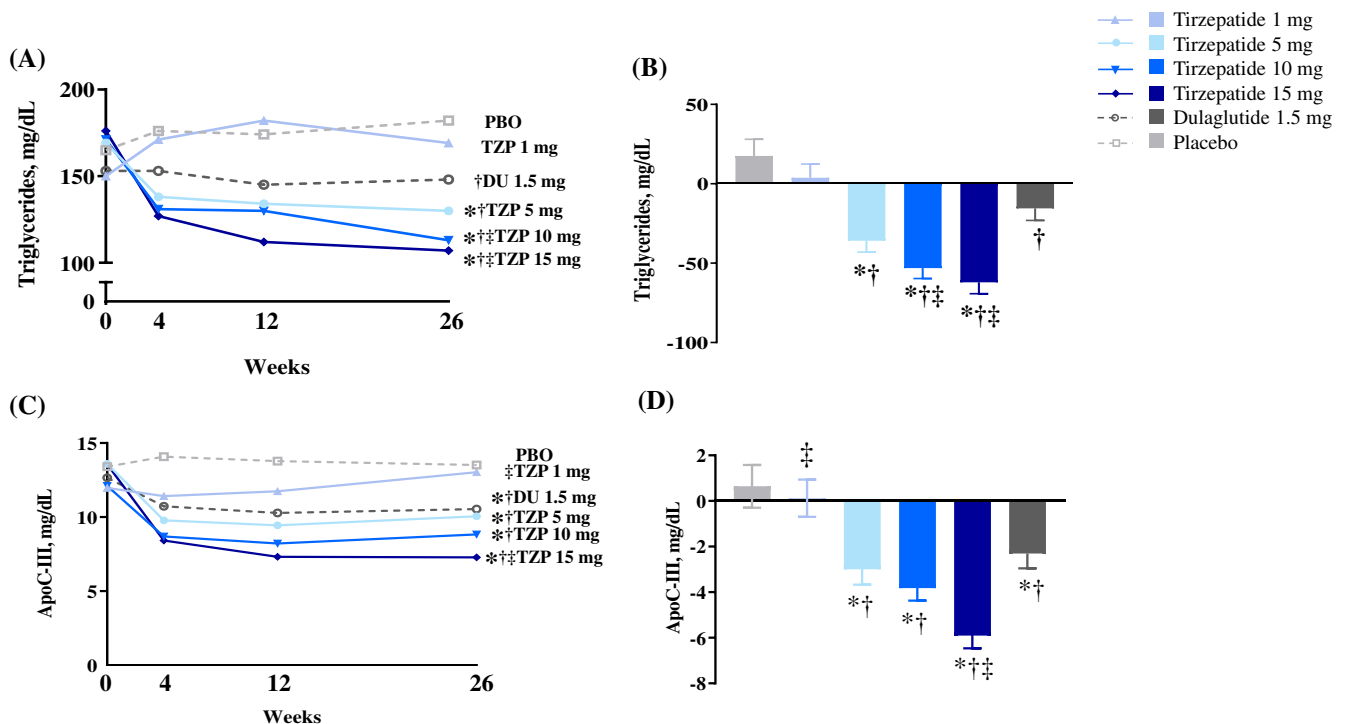 Tirzepatide 1 mg
Tirzepatide 5 mg
Tirzepatide 10 mg
Tirzepatide 15 mg
Dulaglutide 1.5 mg
Placebo
(A)
Triglycerides, mg/dL
200
150
100
0
0 4 12 26
Weeks
PBO
TZP 1 mg
†DU 1.5 mg
*†TZP 5 mg
*†‡TZP 10 mg
*†‡TZP 15 mg
(B)
Triglycerides, mg/dL
50
0
-50
-100
*†
*†‡
*†‡
†
(C)
ApoC-III, mg/dL
15
10
5
0
0 4 12 26
Weeks
PBO
‡TZP 1 mg
*†DU 1.5 mg
*†TZP 5 mg
*†TZP 10 mg
*†‡TZP 15 mg
(D)
ApoC-III, mg/dL
2
0
-2
-4
-6
-8
‡
*†
*†
*†‡
*†